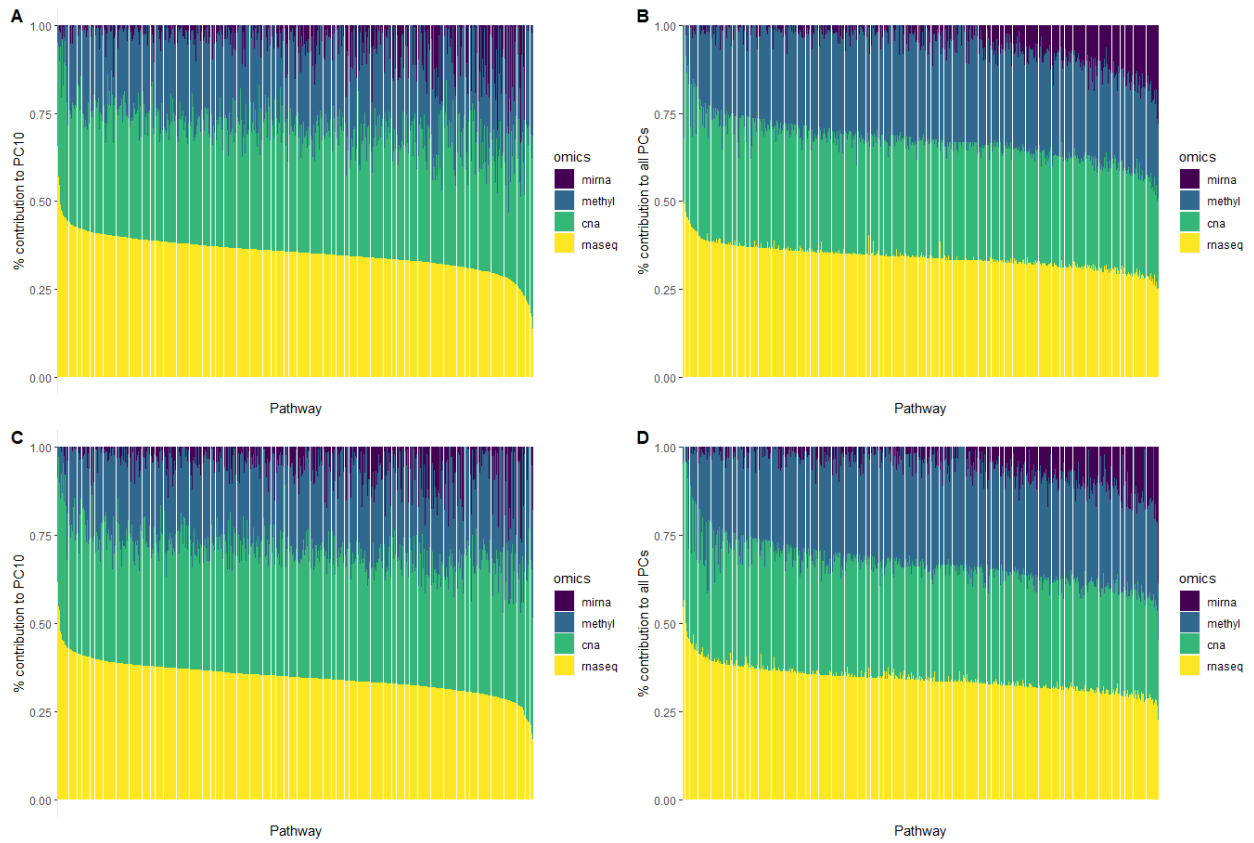 A
% contribution to PC10
1.00
0.75
0.50
0.25
0.00
Pathway
omics
mirna
methyl
cna
rnaseq
B
% contribution to all PCs
1.00
0.75
0.50
0.25
0.00
Pathway
omics
mirna
methyl
cna
rnaseq
C
% contribution to PC10
1.00
0.75
0.50
0.25
0.00
Pathway
omics
mirna
methyl
cna
rnaseq
D
% contribution to all PCs
1.00
0.75
0.50
0.25
0.00
Pathway
omics
mirna
methyl
cna
rnaseq